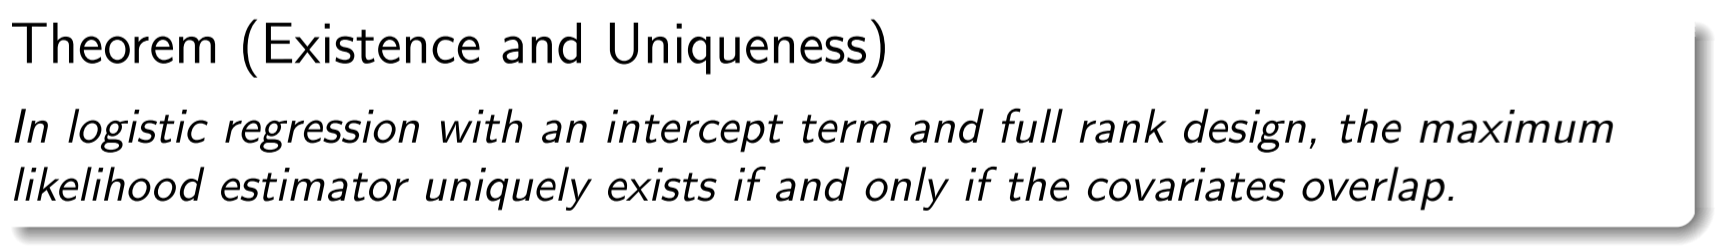 Theorem (Existence and Uniqueness)
In logistic regression with an intercept term and full rank design, the maximum
likelihood estimator uniquely exists if and only if the covariates overlap.